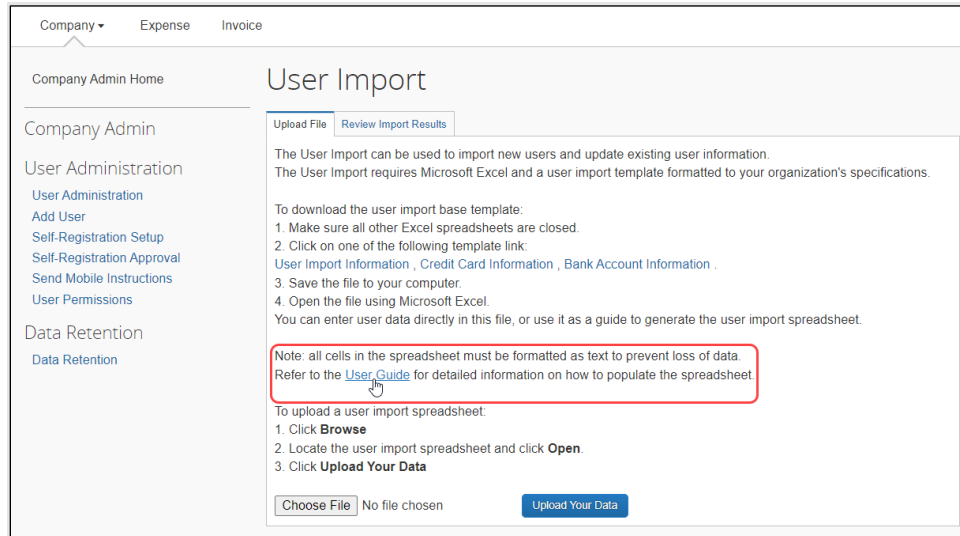 Company ▾ Expense Invoice
Company Admin Home
Company Admin
User Administration
User Administration
Add User
Self-Registration Setup
Self-Registration Approval
Send Mobile Instructions
User Permissions
Data Retention
Data Retention
User Import
Upload File Review Import Results
The User Import can be used to import new users and update existing user information.
The User Import requires Microsoft Excel and a user import template formatted to your organization's specifications.
To download the user import base template:
1. Make sure all other Excel spreadsheets are closed.
2. Click on one of the following template link:
User Import Information , Credit Card Information , Bank Account Information .
3. Save the file to your computer.
4. Open the file using Microsoft Excel.
You can enter user data directly in this file, or use it as a guide to generate the user import spreadsheet.
Note: all cells in the spreadsheet must be formatted as text to prevent loss of data.
Refer to the User Guide for detailed information on how to populate the spreadsheet.
To upload a user import spreadsheet:
1. Click Browse
2. Locate the user import spreadsheet and click Open.
3. Click Upload Your Data
Choose File No file chosen Upload Your Data